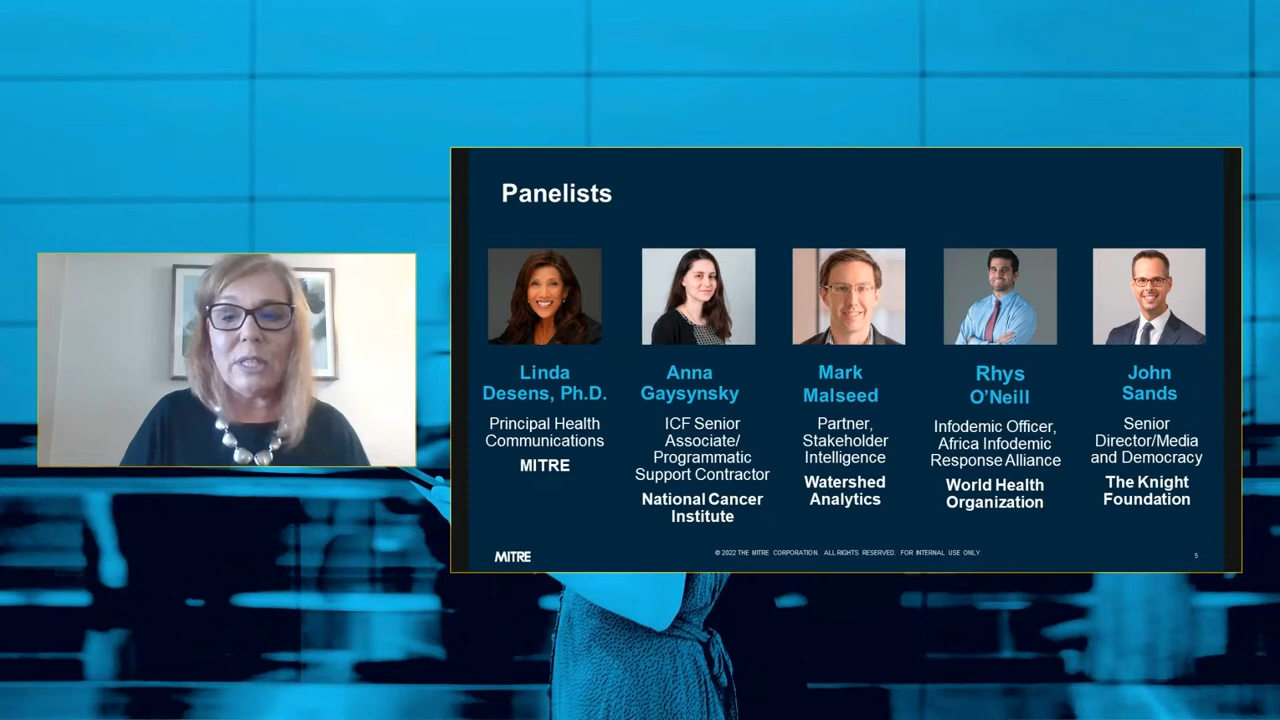 Panelists
Linda
Desens, Ph.D.
Principal Health
Communications
MITRE
Anna
Gaysynsky
ICF Senior
Associate/
Programmatic
Support Contractor
National Cancer
Institute
Mark
Malseed
Partner,
Stakeholder
Intelligence
Watershed
Analytics
Rhys
O'Neill
Infodemic Officer,
Africa Infodemic
Response Alliance
World Health
Organization
John
Sands
Senior
Director/Media
and Democracy
The Knight
Foundation
MITRE
© 2022 THE MITRE CORPORATION. ALL RIGHTS RESERVED. FOR INTERNAL USE ONLY.
5